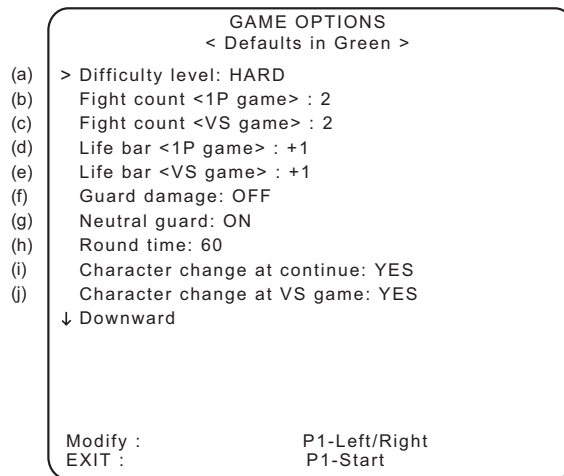 GAME OPTIONS
< Defaults in Green >
(a) > Difficulty level: HARD
(b) Fight count <1P game> : 2
(c) Fight count <VS game> : 2
(d) Life bar <1P game> : +1
(e) Life bar <VS game> : +1
(f) Guard damage: OFF
(g) Neutral guard: ON
(h) Round time: 60
(i) Character change at continue: YES
(j) Character change at VS game: YES
↓ Downward
Modify : P1-Left/Right
EXIT : P1-Start